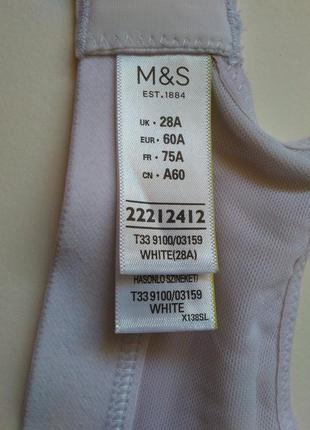 M&S
EST. 1884
UK • 28A
EUR • 60A
FR • 75A
CN • A60
22212412
T33 9100/03159
WHITE(28A)
HASONLO SZINEKET!
T33 9100/03159
WHITE
X138SL